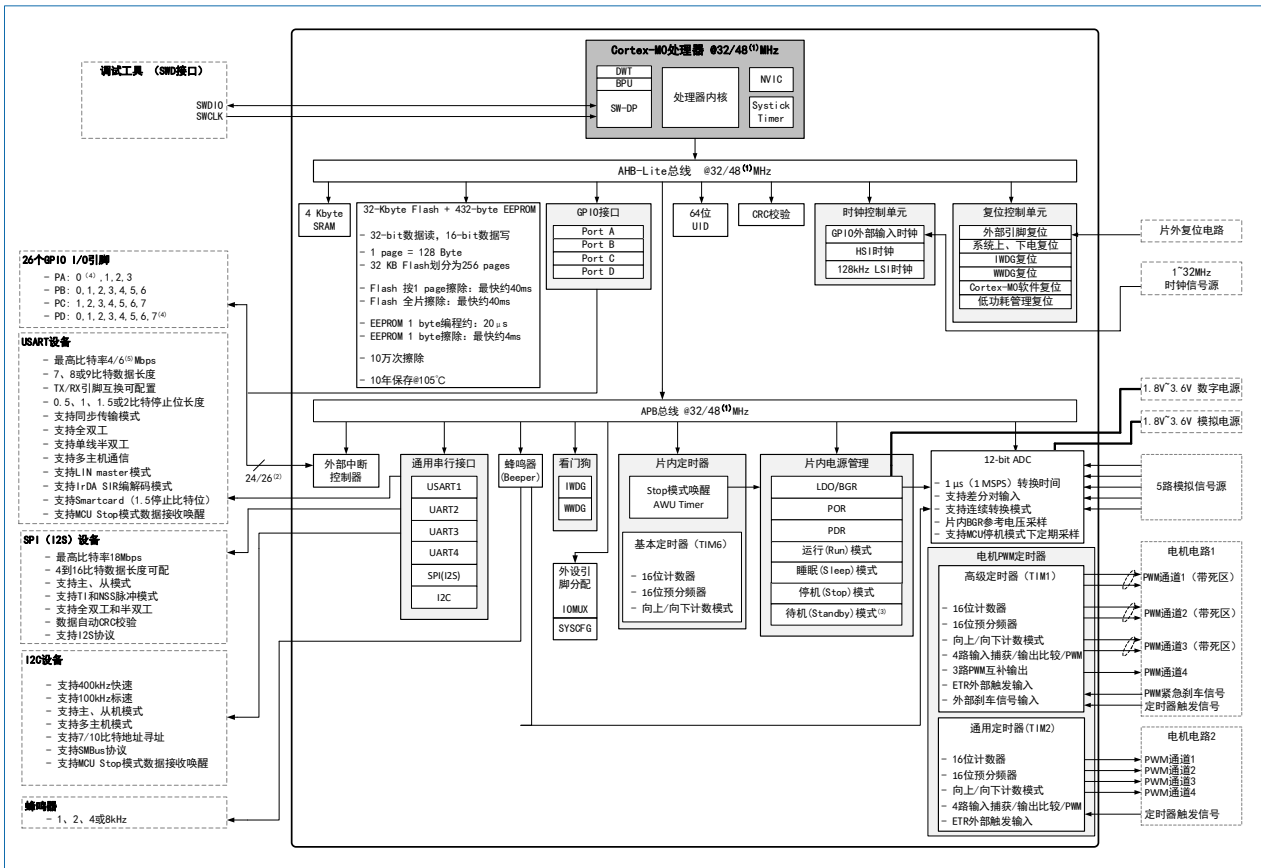 Cortex-M0处理器 @32/48(1)MHz
DWT
BPU
SW-DP
处理器内核
NVIC
Systick
Timer
调试工具 (SWD接口)
SWDIO
SWCLK
AHB-Lite总线 @32/48(1)MHz
4 Kbyte
SRAM
32-Kbyte Flash + 432-byte EEPROM
- 32-bit数据读, 16-bit数据写
- 1 page = 128 Byte
- 32 KB Flash划分为256 pages
- Flash 按1 page擦除: 最快约40ms
- Flash 全片擦除: 最快约40ms
- EEPROM 1 byte编程约: 20μs
- EEPROM 1 byte擦除: 最快约4ms
- 10万次擦除
- 10年保存@105℃
GPIO接口
Port A
Port B
Port C
Port D
64位
UID
CRC校验
时钟控制单元
GPIO外部输入时钟
HSI时钟
128kHz LSI时钟
复位控制单元
外部引脚复位
系统上、下电复位
IWDG复位
WWDG复位
Cortex-M0软件复位
低功耗管理复位
片外复位电路
1~32MHz
时钟信号源
26个GPIO I/O引脚
- PA: 0(4),1,2,3
- PB: 0,1,2,3,4,5,6
- PC: 1,2,3,4,5,6,7
- PD: 0,1,2,3,4,5,6,7(4)
USART设备
- 最高比特率4/6(5)Mbps
- 7、8或9比特数据长度
- TX/RX引脚互换可配置
- 0.5、1、1.5或2比特停止位长度
- 支持同步传输模式
- 支持全双工
- 支持单线半双工
- 支持多主机通信
- 支持LIN master模式
- 支持IrDA SIR编解码模式
- 支持Smartcard (1.5停止比特位)
- 支持MCU Stop模式数据接收唤醒
SPI (I2S) 设备
- 最高比特率18Mbps
- 4到16比特数据长度可配
- 支持主、从模式
- 支持TI和NSS脉冲模式
- 支持全双工和半双工
- 数据自动CRC校验
- 支持I2S协议
I2C设备
- 支持400kHz快速
- 支持100kHz标速
- 支持主、从机模式
- 支持多主机模式
- 支持7/10比特地址寻址
- 支持SMBus协议
- 支持MCU Stop模式数据接收唤醒
蜂鸣器
- 1、2、4或8kHz
APB总线 @32/48(1)MHz
24/26(2)
外部中断
控制器
通用串行接口
USART1
UART2
UART3
UART4
SPI(I2S)
I2C
蜂鸣器
(Beeper)
看门狗
IWDG
WWDG
外设引
脚分配
IOMUX
SYSCFG
片内定时器
Stop模式唤醒
AWU Timer
基本定时器 (TIM6)
- 16位计数器
- 16位预分频器
- 向上/向下计数模式
片内电源管理
LDO/BGR
POR
PDR
运行(Run)模式
睡眠(Sleep)模式
停机(Stop)模式
待机(Standby)模式(3)
12-bit ADC
- 1 μs (1 MSPS) 转换时间
- 支持差分对输入
- 支持连续转换模式
- 片内BGR参考电压采样
- 支持MCU停机模式下定期采样
1.8V~3.6V 数字电源
1.8V~3.6V 模拟电源
5路模拟信号源
电机PWM定时器
高级定时器 (TIM1)
- 16位计数器
- 16位预分频器
- 向上/向下计数模式
- 4路输入捕获/输出比较/PWM
- 3路PWM互补输出
- ETR外部触发输入
- 外部刹车信号输入
通用定时器(TIM2)
- 16位计数器
- 16位预分频器
- 向上/向下计数模式
- 4路输入捕获/输出比较/PWM
- ETR外部触发输入
电机电路1
PWM通道1 (带死区)
PWM通道2 (带死区)
PWM通道3 (带死区)
PWM通道4
PWM紧急刹车信号
定时器触发信号
电机电路2
PWM通道1
PWM通道2
PWM通道3
PWM通道4
定时器触发信号